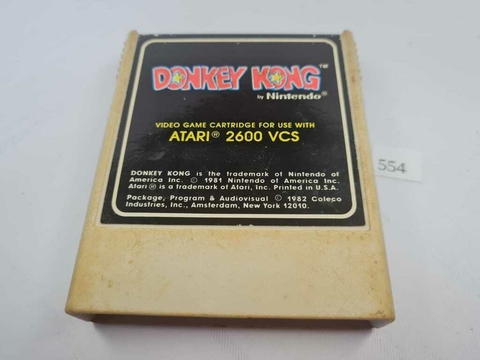 DONKEY KONG™
by Nintendo®
VIDEO GAME CARTRIDGE FOR USE WITH
ATARI® 2600 VCS
DONKEY KONG is the trademark of Nintendo of
America Inc. © 1981 Nintendo of America Inc.
Atari® is a trademark of Atari, Inc. Printed in U.S.A.
Package, Program & Audiovisual © 1982 Coleco
Industries, Inc., Amsterdam, New York 12010.
554